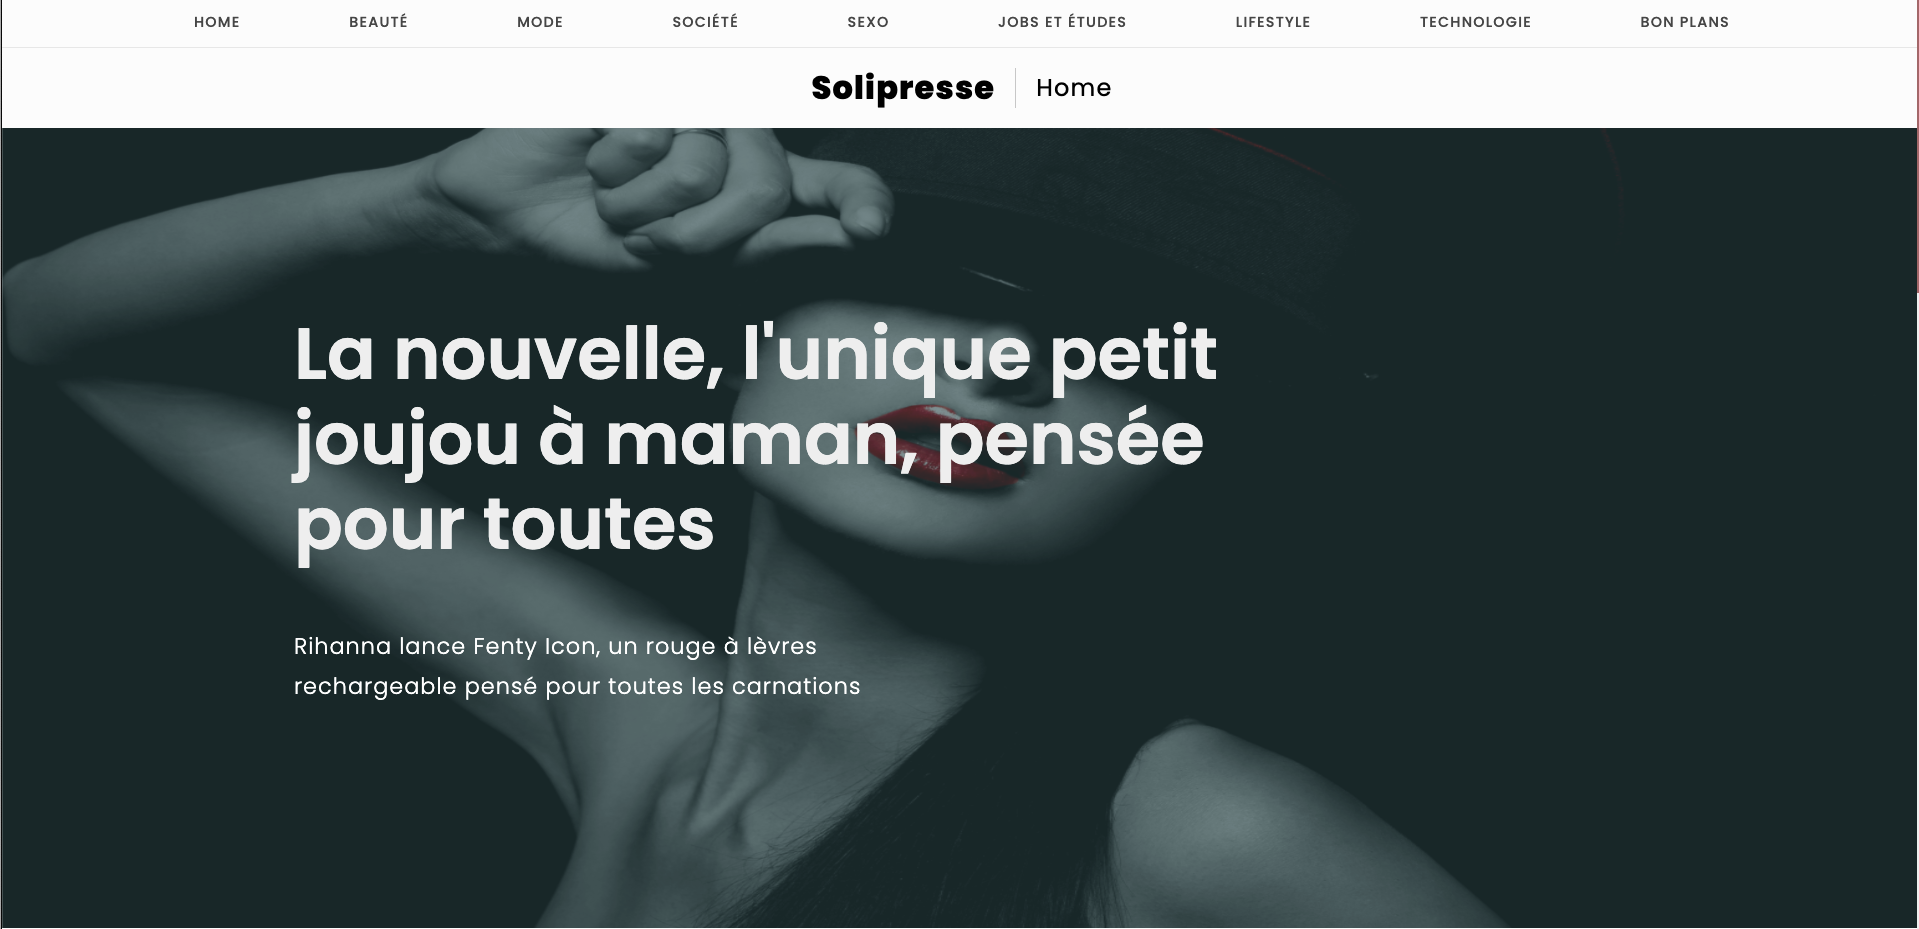 HOME BEAUTÉ MODE SOCIÉTÉ SEXO JOBS ET ÉTUDES LIFESTYLE TECHNOLOGIE BON PLANS
Solipresse Home
La nouvelle, l'unique petit
joujou à maman, pensée
pour toutes
Rihanna lance Fenty Icon, un rouge à lèvres
rechargeable pensé pour toutes les carnations